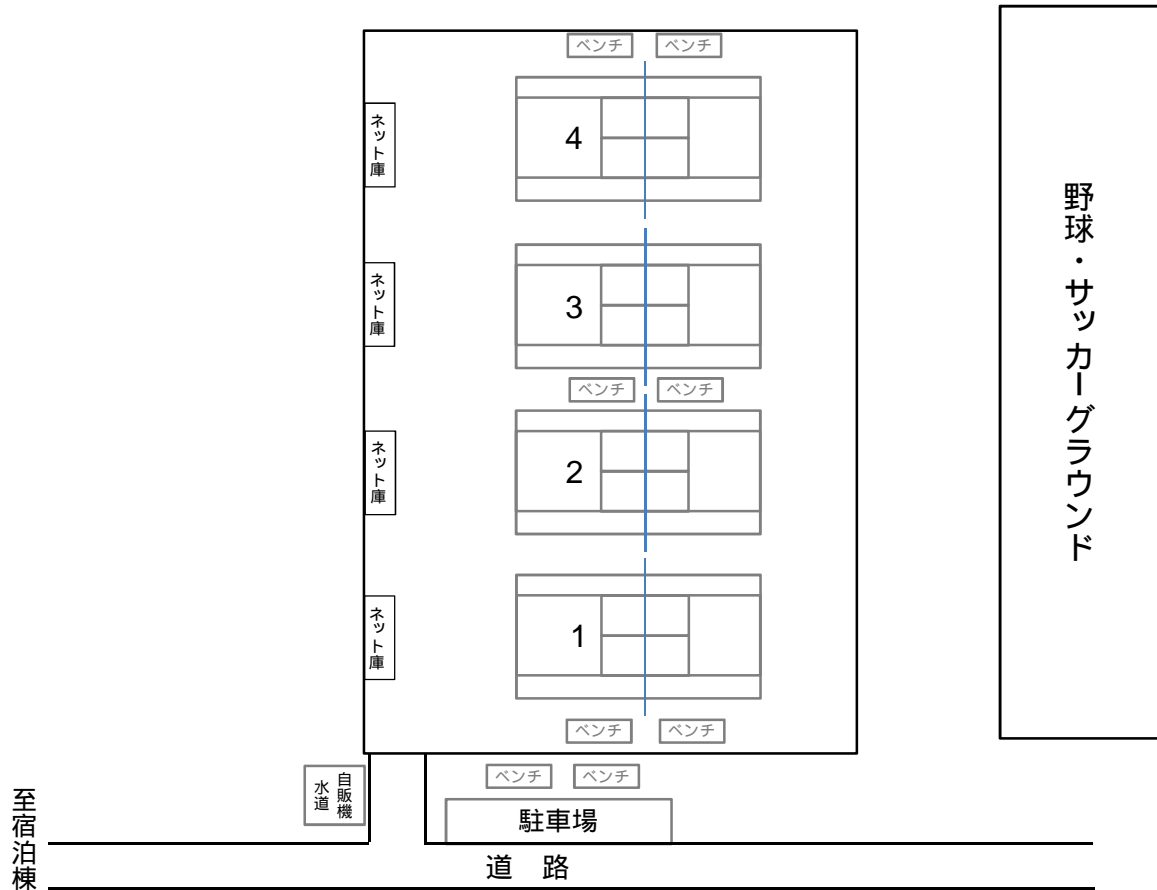 ベンチ ベンチ
ネット庫
4
野球・サッカーグラウンド
ネット庫
3
ベンチ ベンチ
ネット庫
2
ネット庫
1
ベンチ ベンチ
自販機
水道
ベンチ ベンチ
駐車場
至宿泊棟
道 路